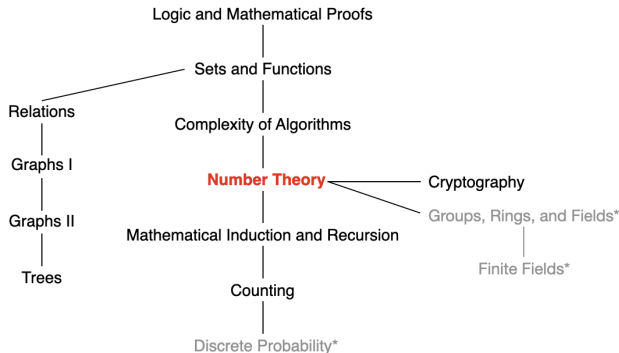 Logic and Mathematical Proofs
Sets and Functions
Relations
Complexity of Algorithms
Graphs I
Number Theory
Cryptography
Groups, Rings, and Fields*
Graphs II
Mathematical Induction and Recursion
Finite Fields*
Trees
Counting
Discrete Probability*